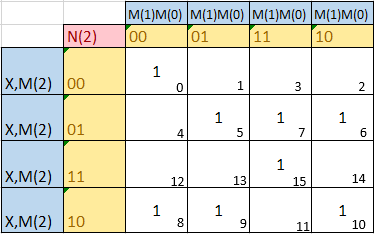 M(1)M(0) M(1)M(0) M(1)M(0) M(1)M(0)
N(2) 00 01 11 10
X,M(2) 00 1 0 1 3 2
X,M(2) 01 4 1 5 1 7 1 6
X,M(2) 11 12 13 1 15 14
X,M(2) 10 1 8 1 9 11 1 10